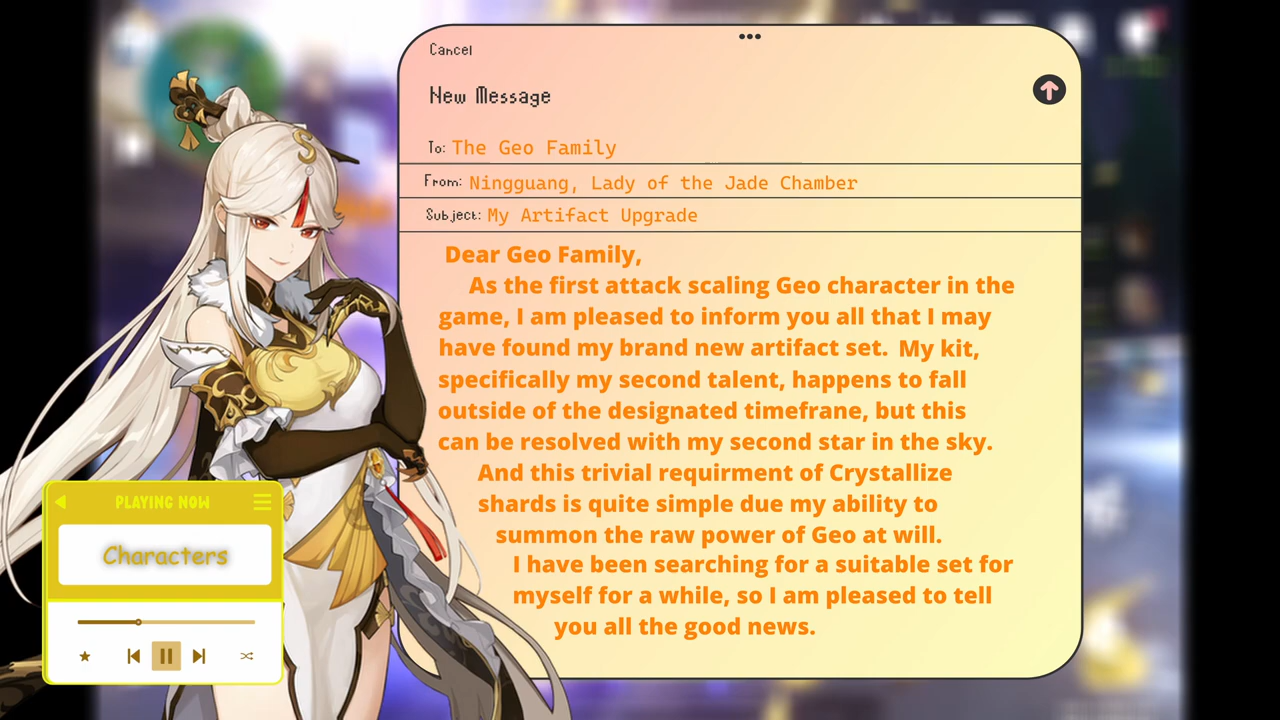 Cancel
New Message
To: The Geo Family
From: Ningguang, Lady of the Jade Chamber
Subject: My Artifact Upgrade
Dear Geo Family,
As the first attack scaling Geo character in the
game, I am pleased to inform you all that I may
have found my brand new artifact set. My kit,
specifically my second talent, happens to fall
outside of the designated timefrane, but this
can be resolved with my second star in the sky.
And this trivial requirment of Crystallize
shards is quite simple due my ability to
summon the raw power of Geo at will.
I have been searching for a suitable set for
myself for a while, so I am pleased to tell
you all the good news.
PLAYING NOW
Characters